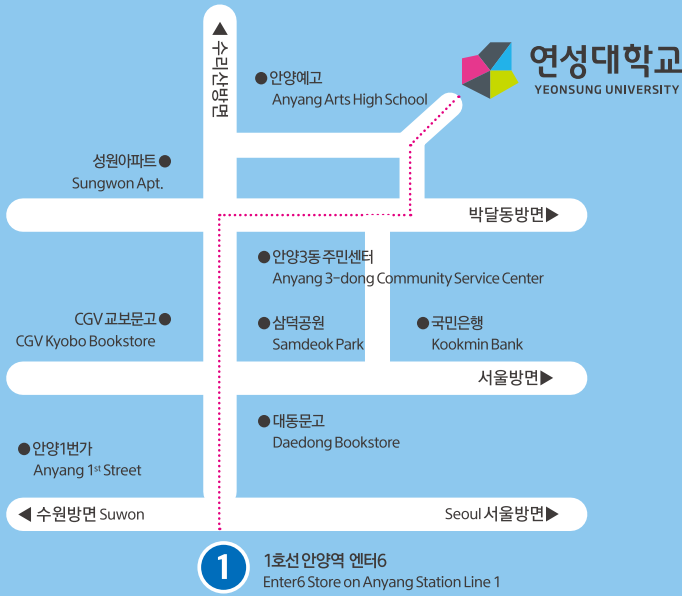 ◀ 수리산방면
연성대학교
YEONSUNG UNIVERSITY
● 안양예고
Anyang Arts High School
성원아파트 ●
Sungwon Apt.
박달동방면▶
● 안양3동 주민센터
Anyang 3-dong Community Service Center
CGV 교보문고 ●
CGV Kyobo Bookstore
● 삼덕공원
Samdeok Park
● 국민은행
Kookmin Bank
서울방면▶
● 대동문고
Daedong Bookstore
● 안양1번가
Anyang 1st Street
◀ 수원방면 Suwon
Seoul 서울방면▶
1
1호선 안양역 엔터6
Enter6 Store on Anyang Station Line 1